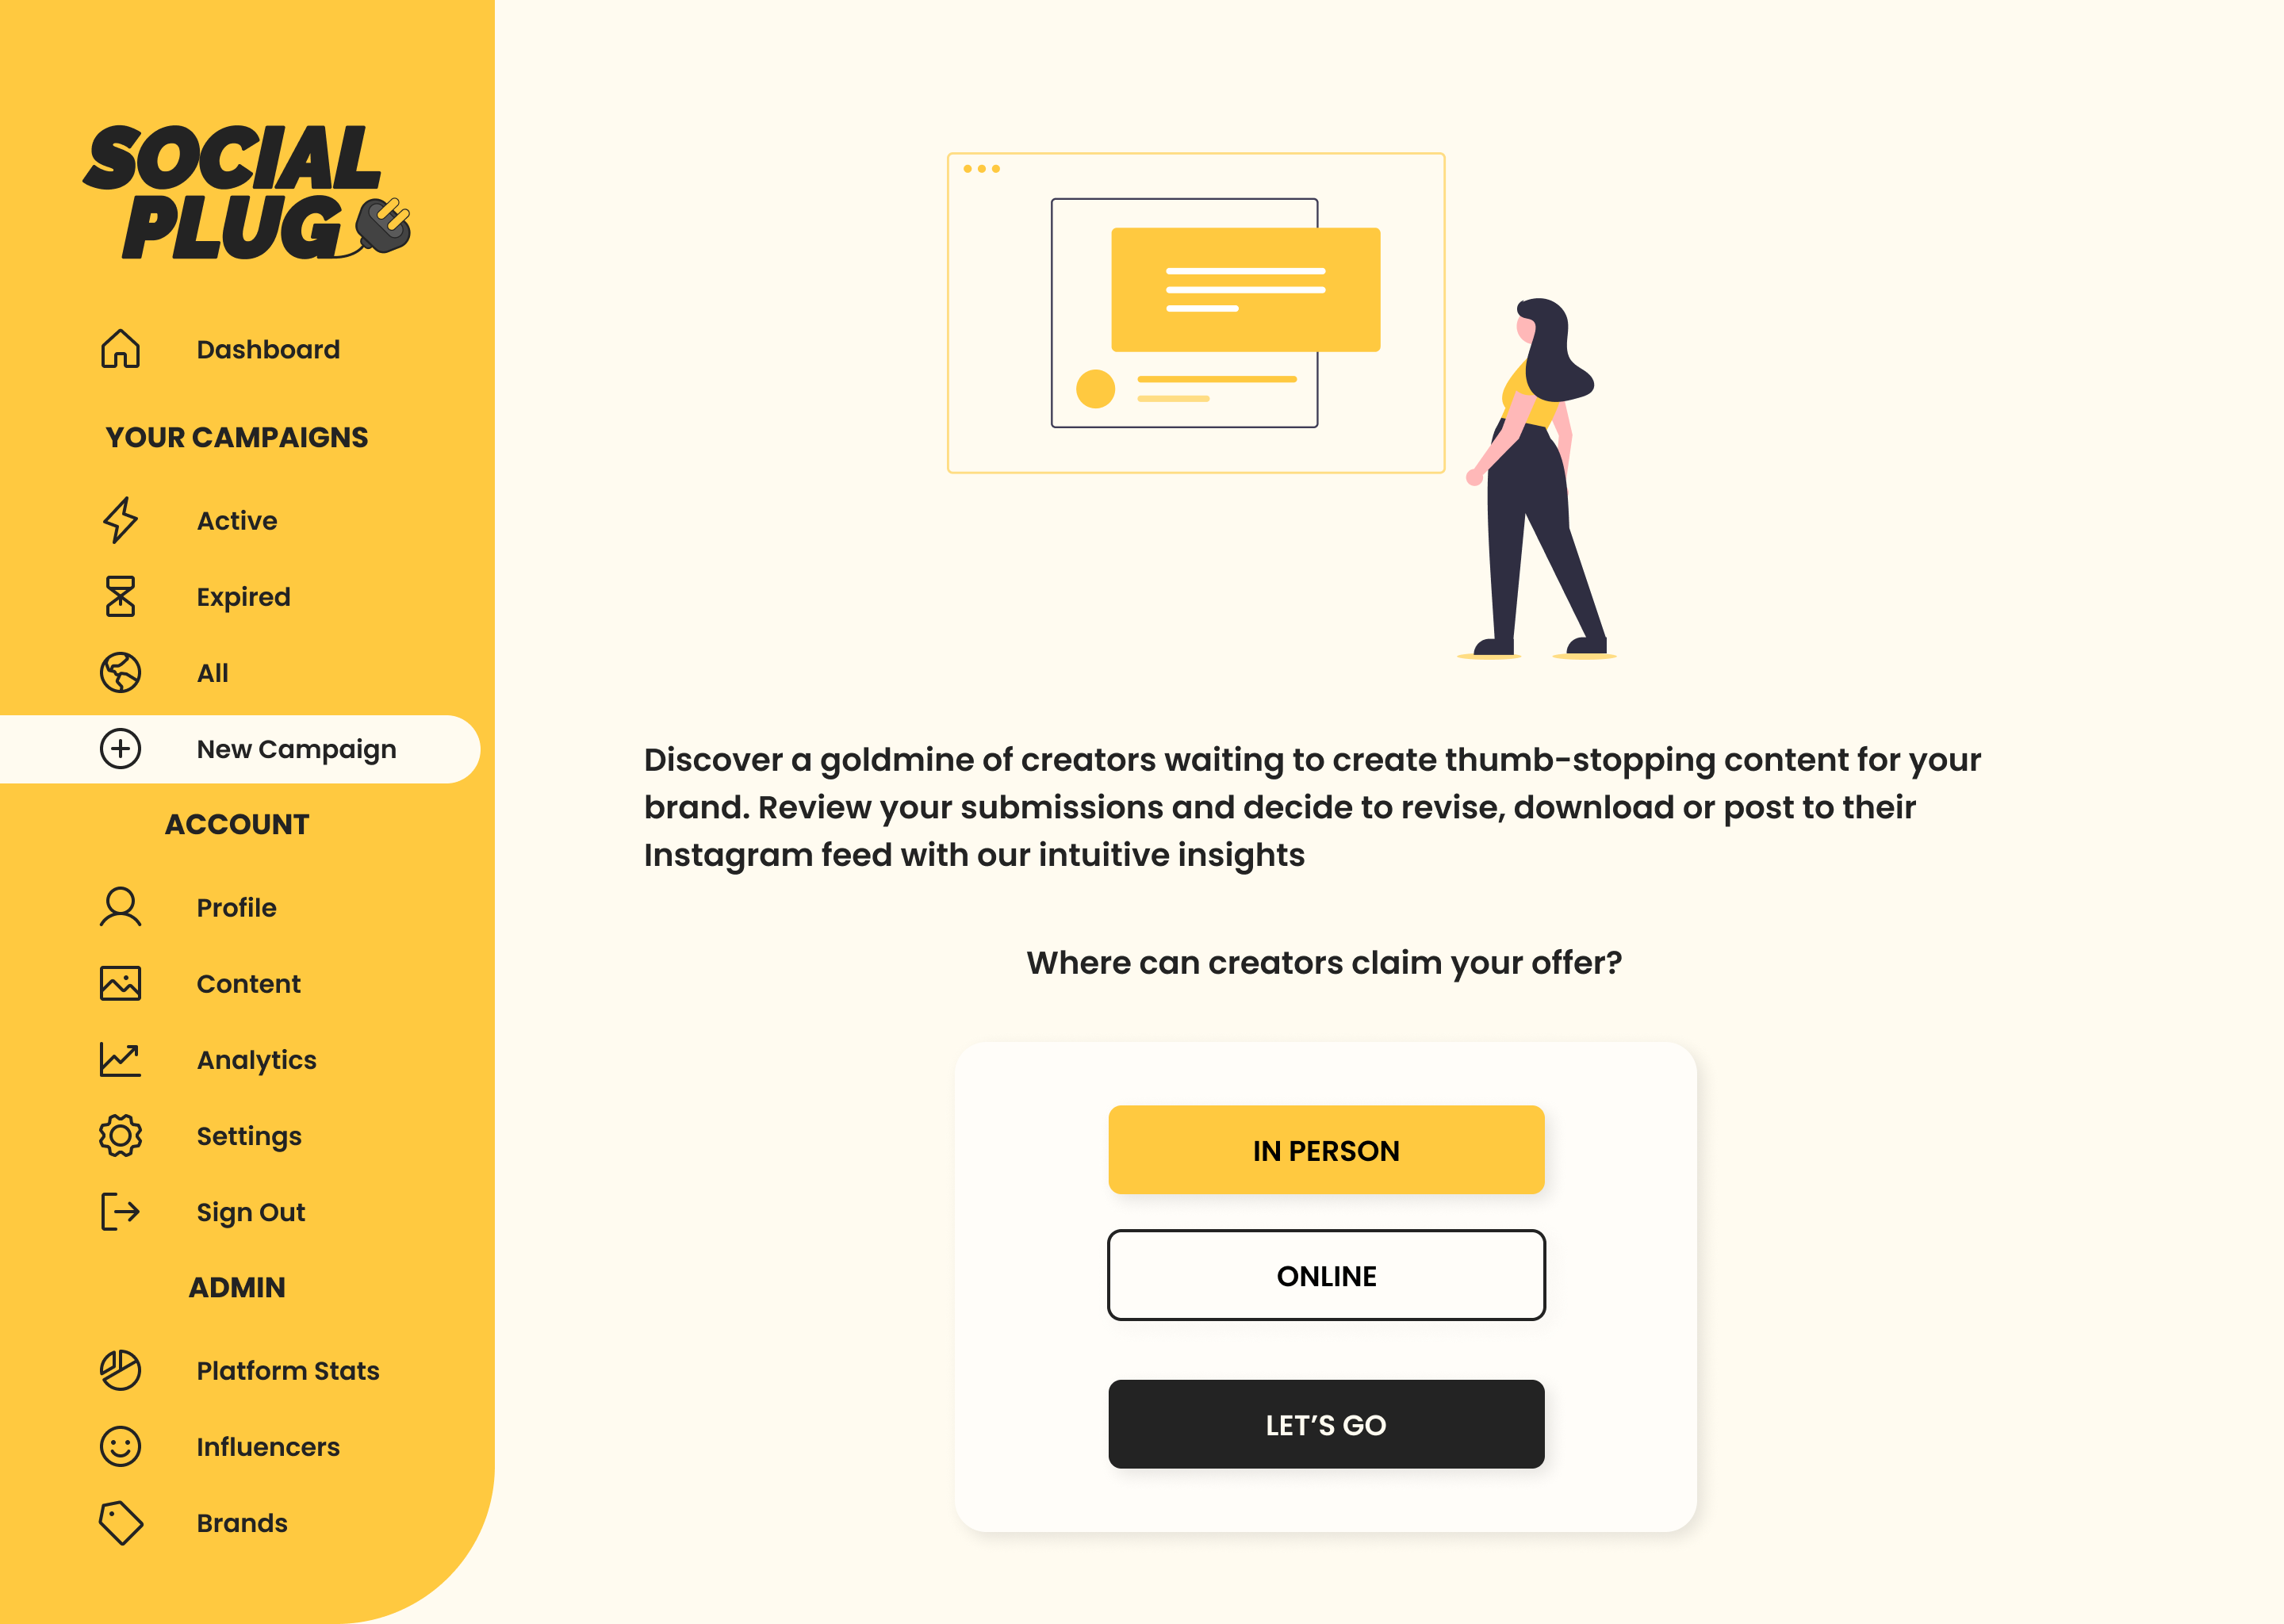 SOCIAL
PLUG
Dashboard
YOUR CAMPAIGNS
Active
Expired
All
New Campaign
ACCOUNT
Profile
Content
Analytics
Settings
Sign Out
ADMIN
Platform Stats
Influencers
Brands
Discover a goldmine of creators waiting to create thumb-stopping content for your
brand. Review your submissions and decide to revise, download or post to their
Instagram feed with our intuitive insights
Where can creators claim your offer?
IN PERSON
ONLINE
LET’S GO